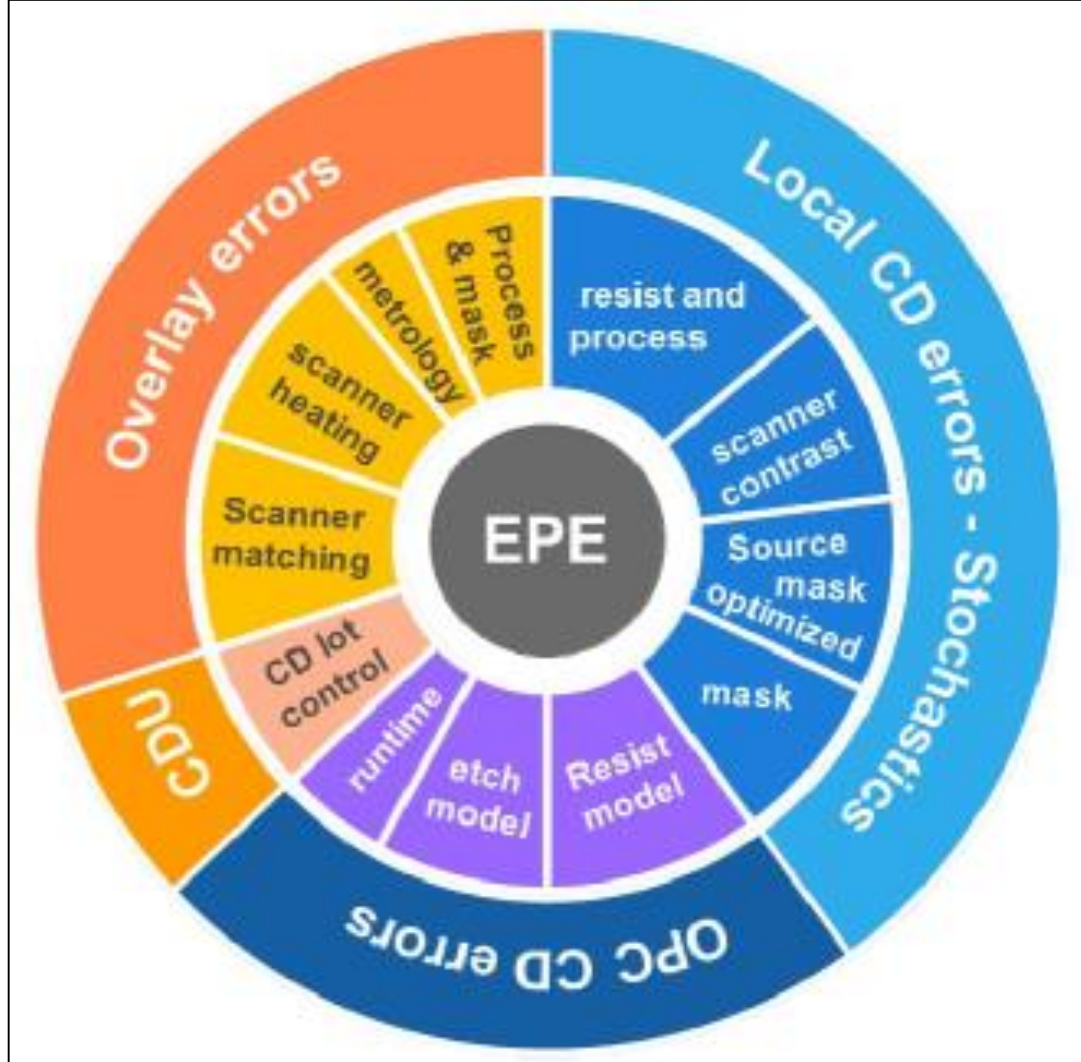 EPE
Local CD errors - Stochastics
resist and
process
scanner
contrast
Source
mask
optimized
mask
OPC CD errors
Resist
model
etch
model
runtime
CDU
CD lot
control
Overlay errors
Scanner
matching
scanner
heating
metrology
Process
& mask